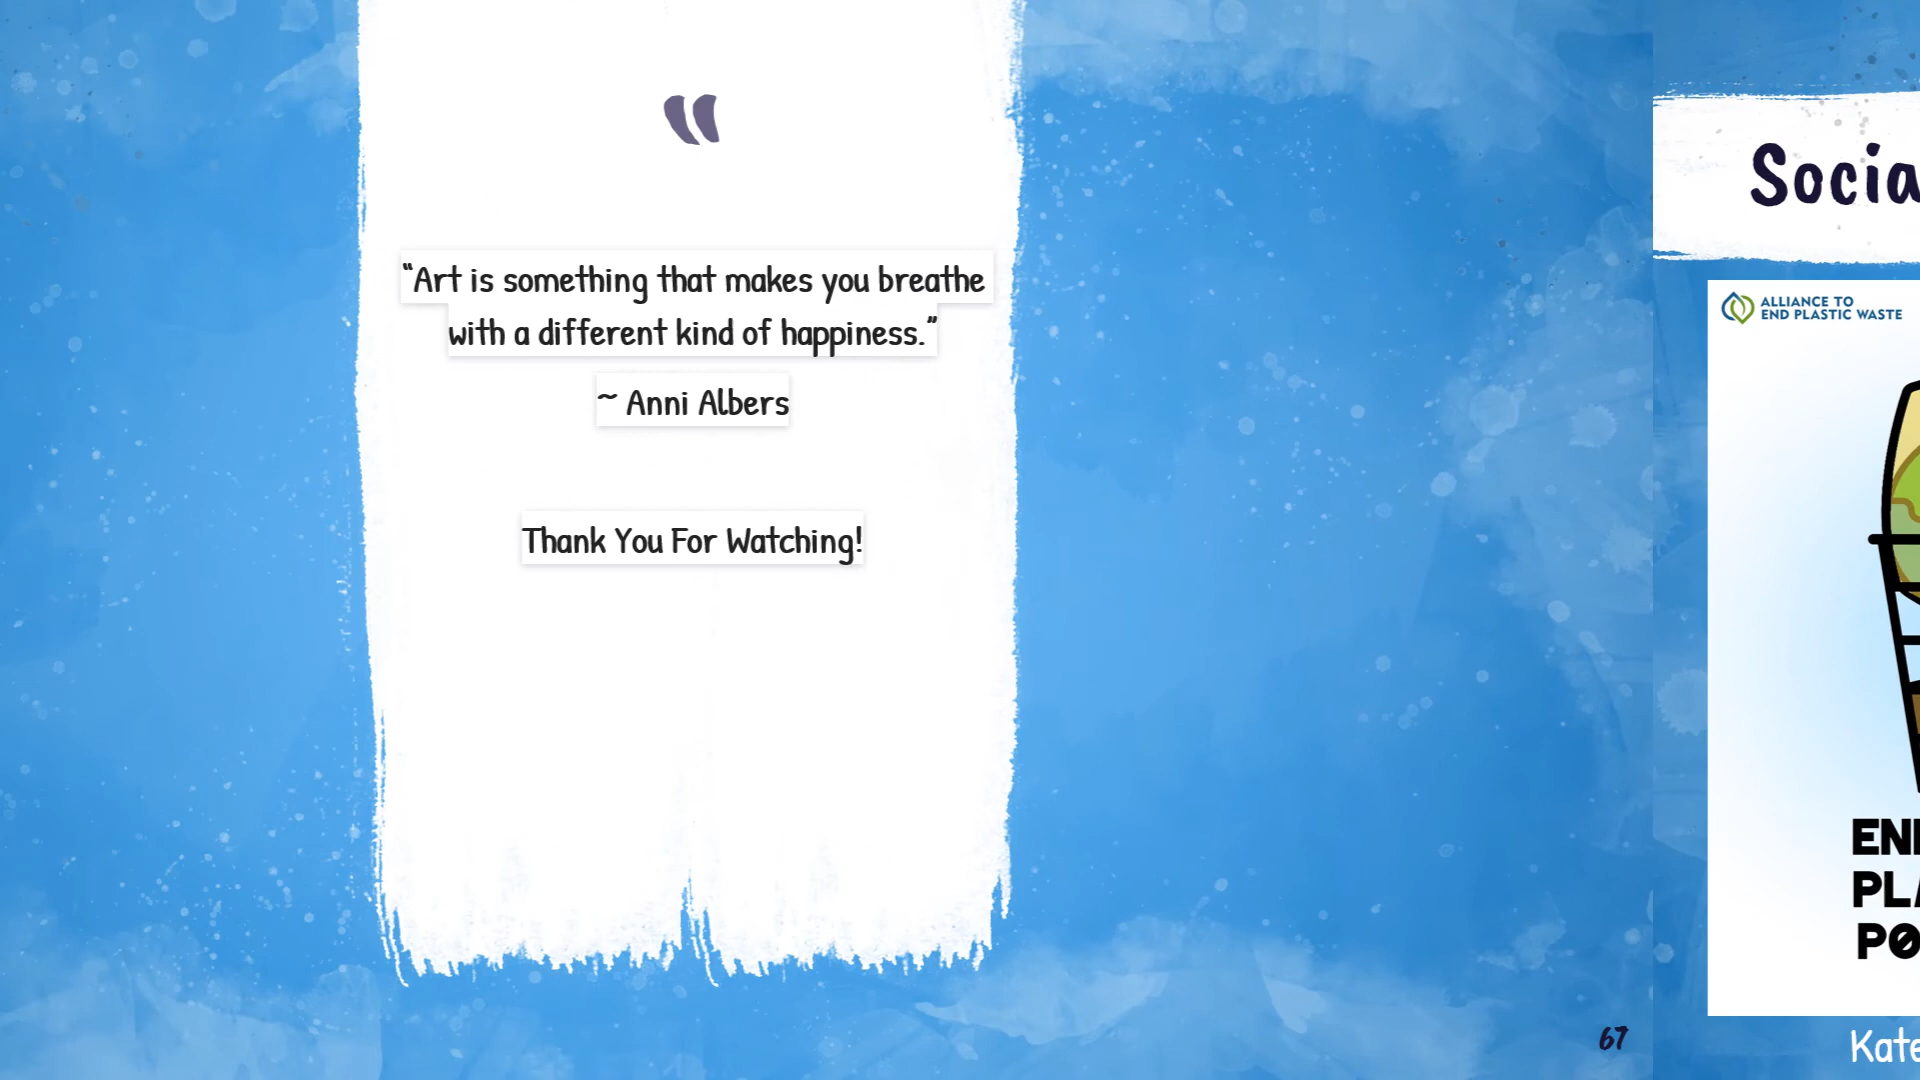 “
“Art is something that makes you breathe
with a different kind of happiness.”
~ Anni Albers
Thank You For Watching!
67
ALLIANCE TO
END PLASTIC WASTE